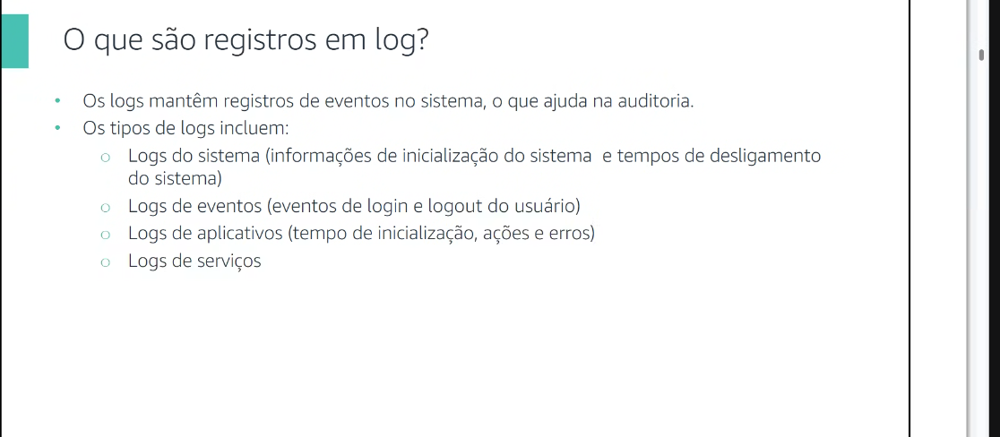 O que são registros em log?
• Os logs mantêm registros de eventos no sistema, o que ajuda na auditoria.
• Os tipos de logs incluem:
o Logs do sistema (informações de inicialização do sistema e tempos de desligamento
do sistema)
o Logs de eventos (eventos de login e logout do usuário)
o Logs de aplicativos (tempo de inicialização, ações e erros)
o Logs de serviços